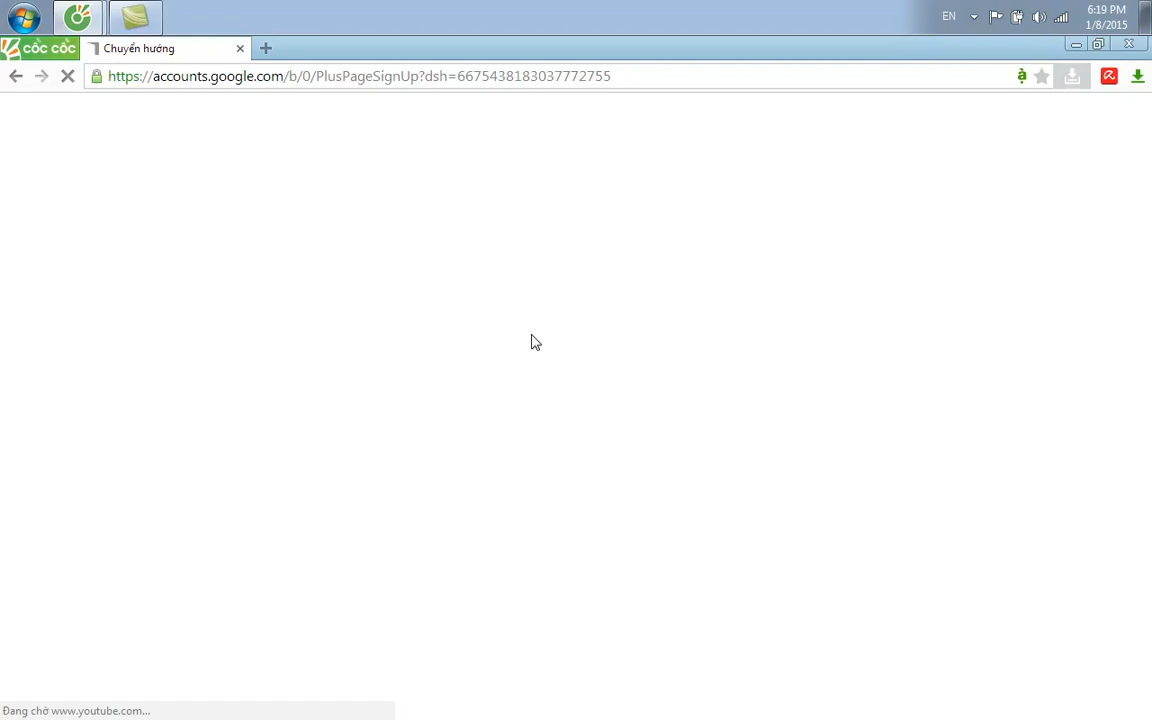 EN
6:19 PM
1/8/2015
cốc cốc
Chuyển hướng
https://accounts.google.com/b/0/PlusPageSignUp?dsh=6675438183037772755
ặ
Đang chờ www.youtube.com...